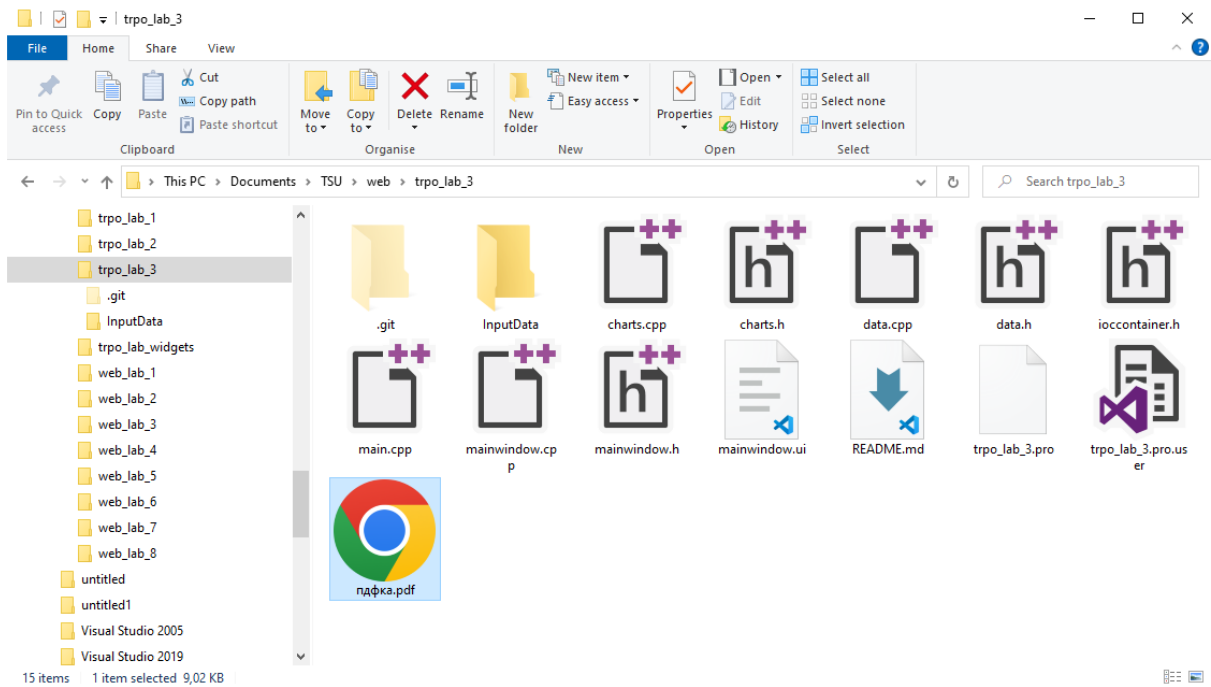 trpo_lab_3
File Home Share View
Pin to Quick access
Copy
Paste
Cut
Copy path
Paste shortcut
Clipboard
Move to
Copy to
Delete
Rename
Organise
New folder
New item
Easy access
New
Properties
Open
Edit
History
Open
Select all
Select none
Invert selection
Select
This PC > Documents > TSU > web > trpo_lab_3
Search trpo_lab_3
trpo_lab_1
trpo_lab_2
trpo_lab_3
.git
InputData
trpo_lab_widgets
web_lab_1
web_lab_2
web_lab_3
web_lab_4
web_lab_5
web_lab_6
web_lab_7
web_lab_8
untitled
untitled1
Visual Studio 2005
Visual Studio 2019
.git InputData charts.cpp charts.h data.cpp data.h ioccontainer.h
main.cpp mainwindow.cpp mainwindow.h mainwindow.ui README.md trpo_lab_3.pro trpo_lab_3.pro.user
пдфка.pdf
15 items 1 item selected 9,02 KB